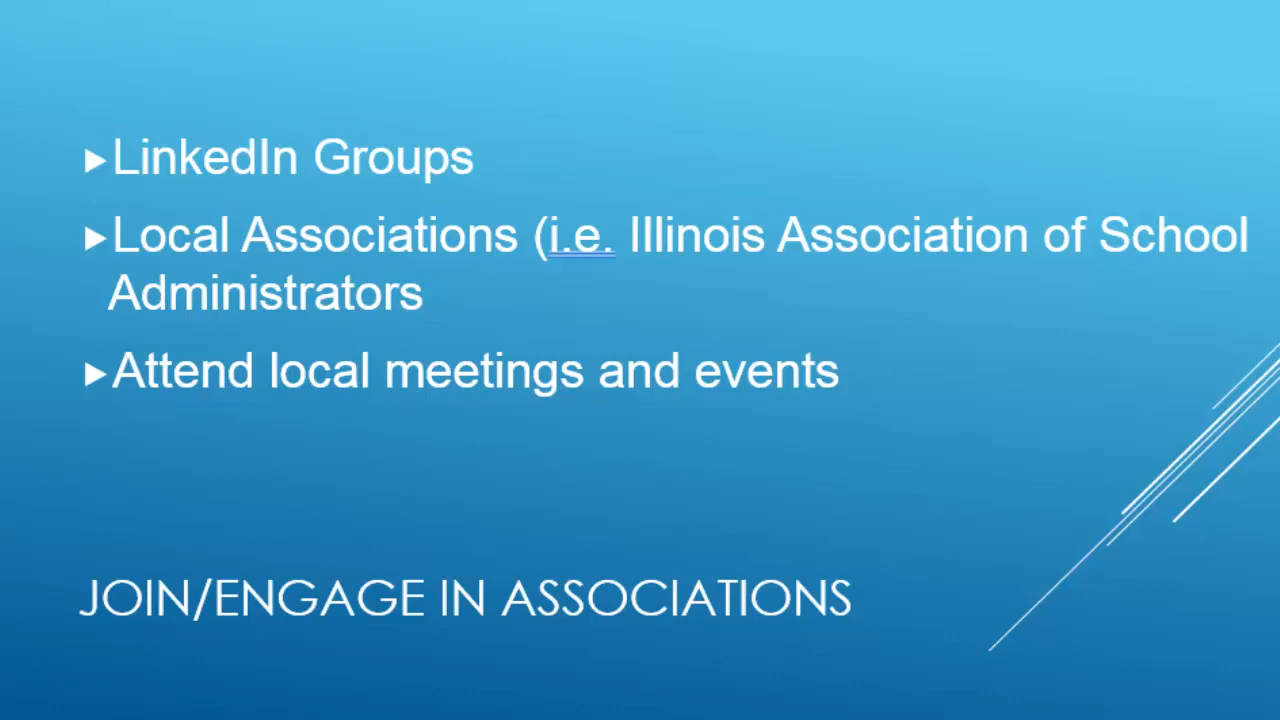 LinkedIn Groups
Local Associations (i.e. Illinois Association of School
Administrators
Attend local meetings and events
JOIN/ENGAGE IN ASSOCIATIONS